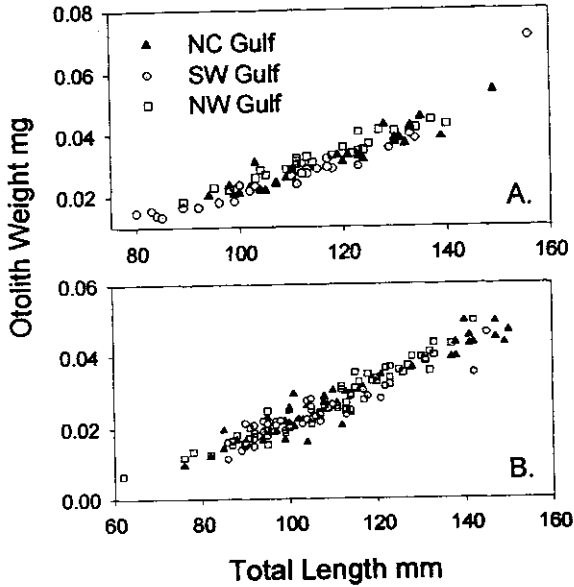 0.08
NC Gulf
SW Gulf
NW Gulf
0.06
0.04
0.02
A.
80 100 120 140 160
Otolith Weight mg
0.06
0.04
0.02
0.00
B.
60 80 100 120 140 160
Total Length mm